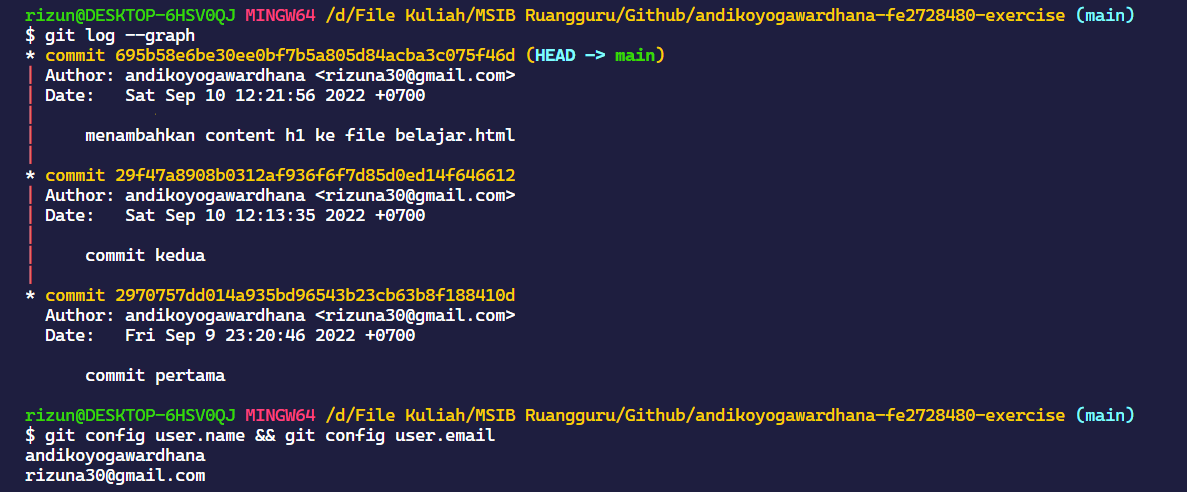 rizun@DESKTOP-6HSV0QJ MINGW64 /d/File Kuliah/MSIB Ruangguru/Github/andikoyogawardhana-fe2728480-exercise (main)
$ git log --graph
* commit 695b58e6be30ee0bf7b5a805d84acba3c075f46d (HEAD -> main)
| Author: andikoyogawardhana <rizuna30@gmail.com>
| Date:   Sat Sep 10 12:21:56 2022 +0700
|
|     menambahkan content h1 ke file belajar.html
|
* commit 29f47a8908b0312af936f6f7d85d0ed14f646612
| Author: andikoyogawardhana <rizuna30@gmail.com>
| Date:   Sat Sep 10 12:13:35 2022 +0700
|
|     commit kedua
|
* commit 2970757dd014a935bd96543b23cb63b8f188410d
  Author: andikoyogawardhana <rizuna30@gmail.com>
  Date:   Fri Sep 9 23:20:46 2022 +0700

      commit pertama

rizun@DESKTOP-6HSV0QJ MINGW64 /d/File Kuliah/MSIB Ruangguru/Github/andikoyogawardhana-fe2728480-exercise (main)
$ git config user.name && git config user.email
andikoyogawardhana
rizuna30@gmail.com